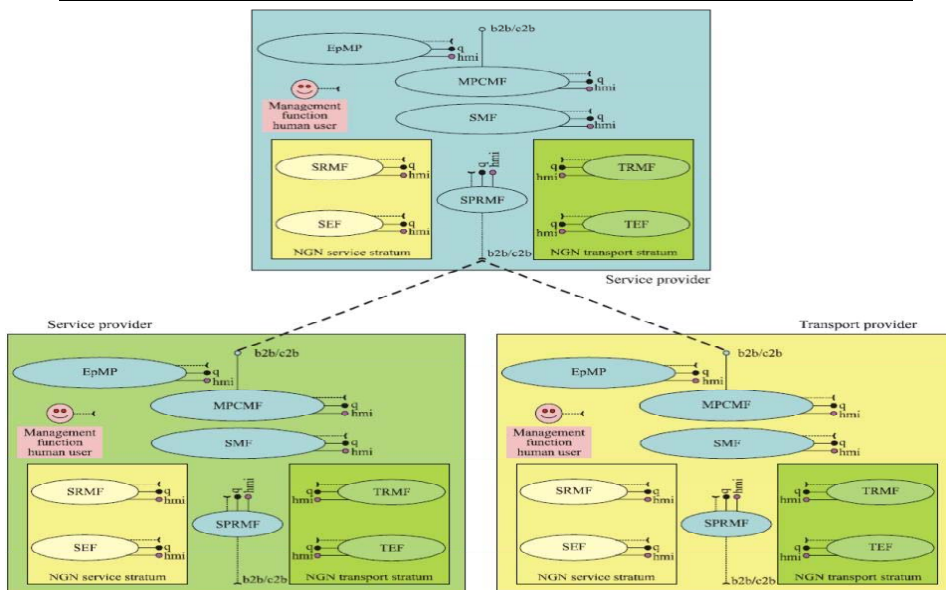 b2b/c2b
EpMP
q
hmi
MPCMF
q
hmi
Management
function
human user
SMF
q
hmi
SRMF
q
hmi
q
hmi
TRMF
hmi
SPRMF
SEF
q
hmi
TEF
hmi
NGN service stratum
b2b/c2b
NGN transport stratum
Service provider
Service provider
b2b/c2b
EpMP
q
hmi
MPCMF
q
hmi
Management
function
human user
SMF
q
hmi
SRMF
q
hmi
q
hmi
TRMF
hmi
SPRMF
SEF
q
hmi
TEF
hmi
NGN service stratum
b2b/c2b
NGN transport stratum
Transport provider
b2b/c2b
EpMP
q
hmi
MPCMF
q
hmi
Management
function
human user
SMF
q
hmi
SRMF
q
hmi
q
hmi
TRMF
hmi
SPRMF
SEF
q
hmi
TEF
hmi
NGN service stratum
b2b/c2b
NGN transport stratum